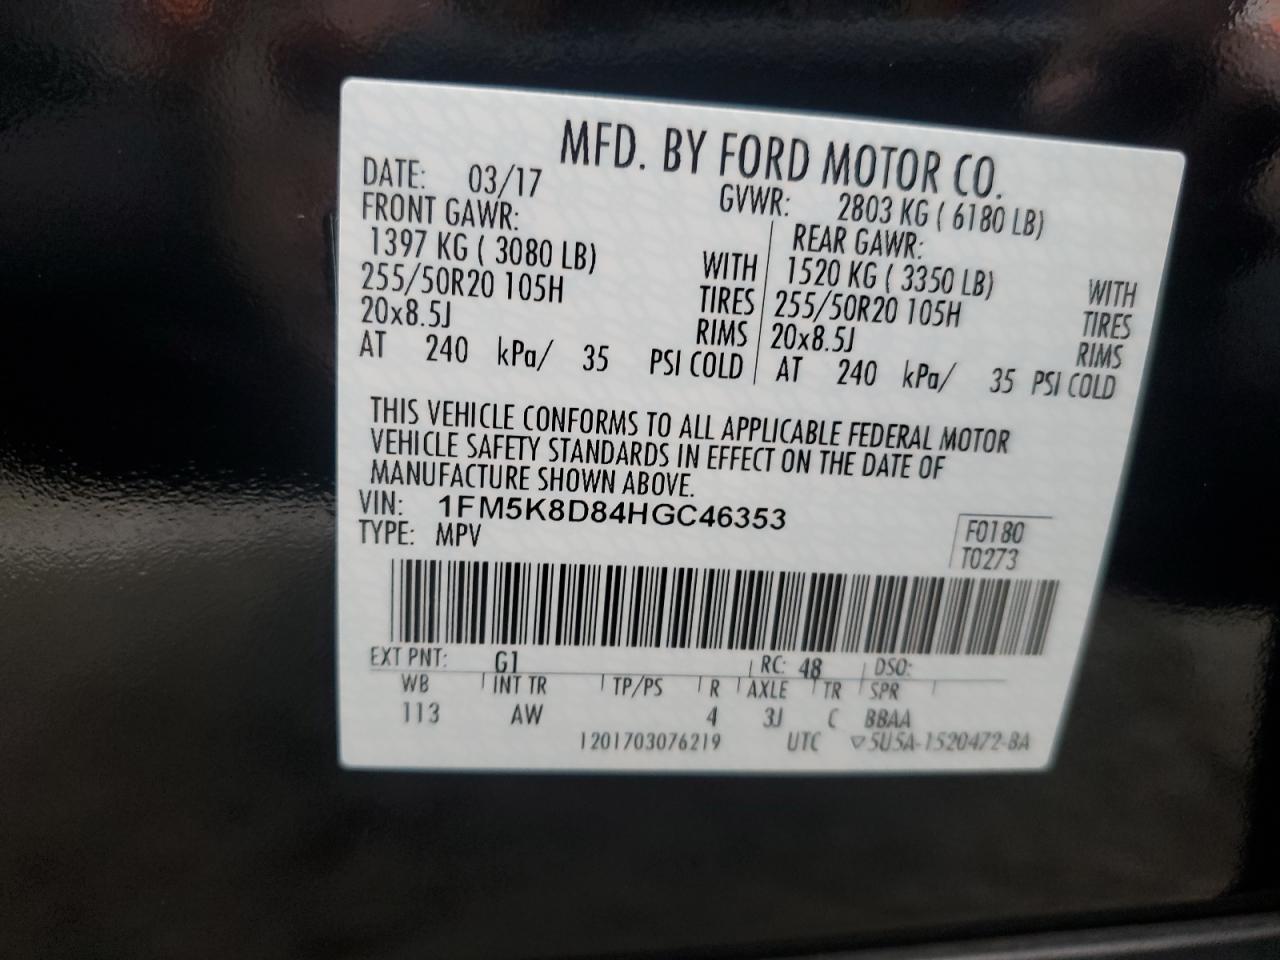 MFD. BY FORD MOTOR CO.
DATE: 03/17 GVWR: 2803 KG ( 6180 LB)
FRONT GAWR: REAR GAWR:
1397 KG ( 3080 LB) WITH 1520 KG ( 3350 LB) WITH
255/50R20 105H TIRES 255/50R20 105H TIRES
20x8.5J RIMS 20x8.5J RIMS
AT 240 kPa/ 35 PSI COLD AT 240 kPa/ 35 PSI COLD
THIS VEHICLE CONFORMS TO ALL APPLICABLE FEDERAL MOTOR
VEHICLE SAFETY STANDARDS IN EFFECT ON THE DATE OF
MANUFACTURE SHOWN ABOVE.
VIN: 1FM5K8D84HGC46353
TYPE: MPV
F0180
T0273
EXT PNT: G1 RC: 48 DSO:
WB INT TR TP/PS R AXLE TR SPR
113 AW 4 3J C BBAA
1201703076219 UTC ▽5U5A-1520472-BA